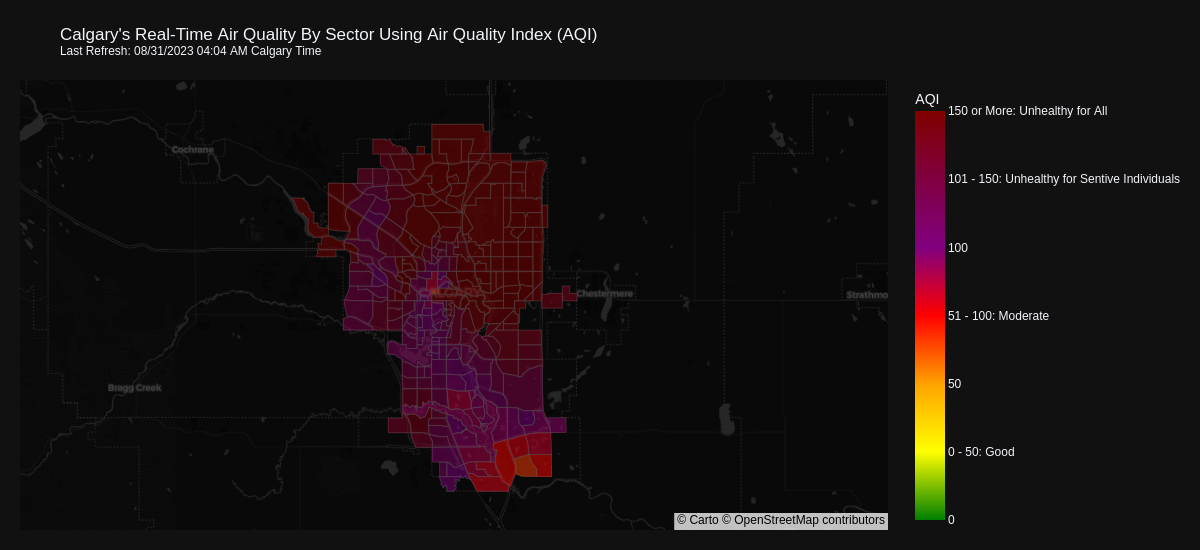 Calgary's Real-Time Air Quality By Sector Using Air Quality Index (AQI)
Last Refresh: 08/31/2023 04:04 AM Calgary Time
AQI
150 or More: Unhealthy for All
Cochrane
101 - 150: Unhealthy for Sentive Individuals
100
Chestermere
Strathmo
51 - 100: Moderate
50
Bragg Creek
0 - 50: Good
0
© Carto © OpenStreetMap contributors